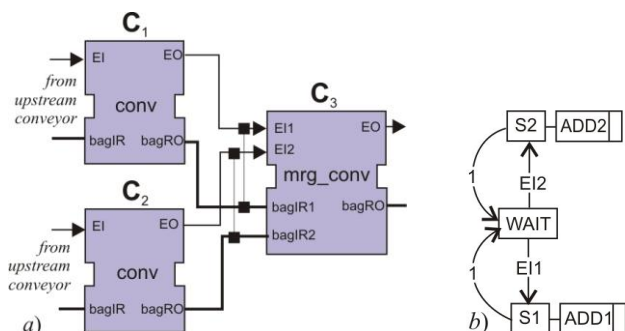 C1
EI EO
from
upstream
conveyor
conv
bagIR bagRO
C2
EI EO
from
upstream
conveyor
conv
bagIR bagRO
a)
C3
EI1 EO
EI2
mrg_conv
bagIR1 bagRO
bagIR2
S2 ADD2
1 EI2
WAIT
1 EI1
S1 ADD1
b)